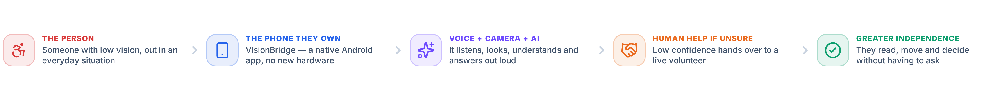 THE PERSON
Someone with low vision, out in an
everyday situation
THE PHONE THEY OWN
VisionBridge — a native Android
app, no new hardware
VOICE + CAMERA + AI
It listens, looks, understands and
answers out loud
HUMAN HELP IF UNSURE
Low confidence hands over to a
live volunteer
GREATER INDEPENDENCE
They read, move and decide
without having to ask